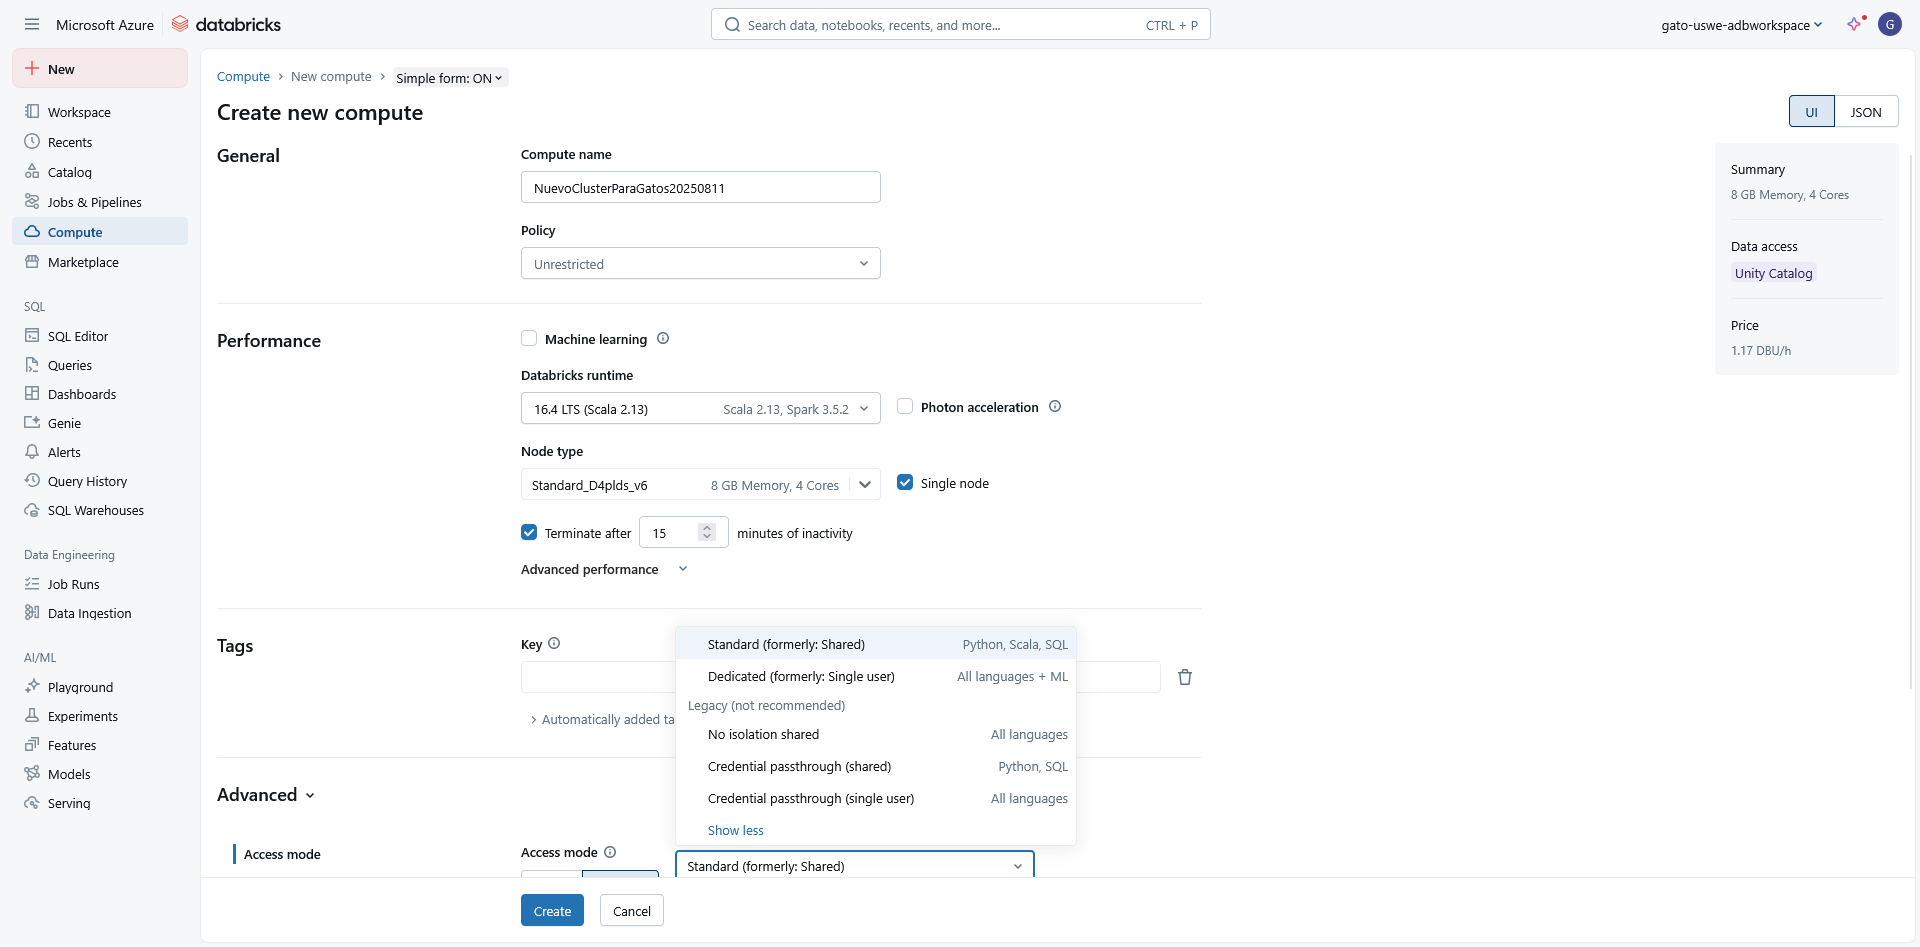 Microsoft Azure databricks
Search data, notebooks, recents, and more... CTRL + P
gato-uswe-adbworkspace G
New
Workspace
Recents
Catalog
Jobs & Pipelines
Compute
Marketplace
SQL
SQL Editor
Queries
Dashboards
Genie
Alerts
Query History
SQL Warehouses
Data Engineering
Job Runs
Data Ingestion
AI/ML
Playground
Experiments
Features
Models
Serving
Compute > New compute > Simple form: ON
Create new compute
UI JSON
General
Compute name
NuevoClusterParaGatos20250811
Policy
Unrestricted
Performance
Machine learning
Databricks runtime
16.4 LTS (Scala 2.13) Scala 2.13, Spark 3.5.2
Photon acceleration
Node type
Standard_D4plds_v6 8 GB Memory, 4 Cores
Single node
Terminate after 15 minutes of inactivity
Advanced performance
Tags
Key
Automatically added ta
Standard (formerly: Shared) Python, Scala, SQL
Dedicated (formerly: Single user) All languages + ML
Legacy (not recommended)
No isolation shared All languages
Credential passthrough (shared) Python, SQL
Credential passthrough (single user) All languages
Show less
Advanced
Access mode
Access mode
Standard (formerly: Shared)
Create Cancel
Summary
8 GB Memory, 4 Cores
Data access
Unity Catalog
Price
1.17 DBU/h